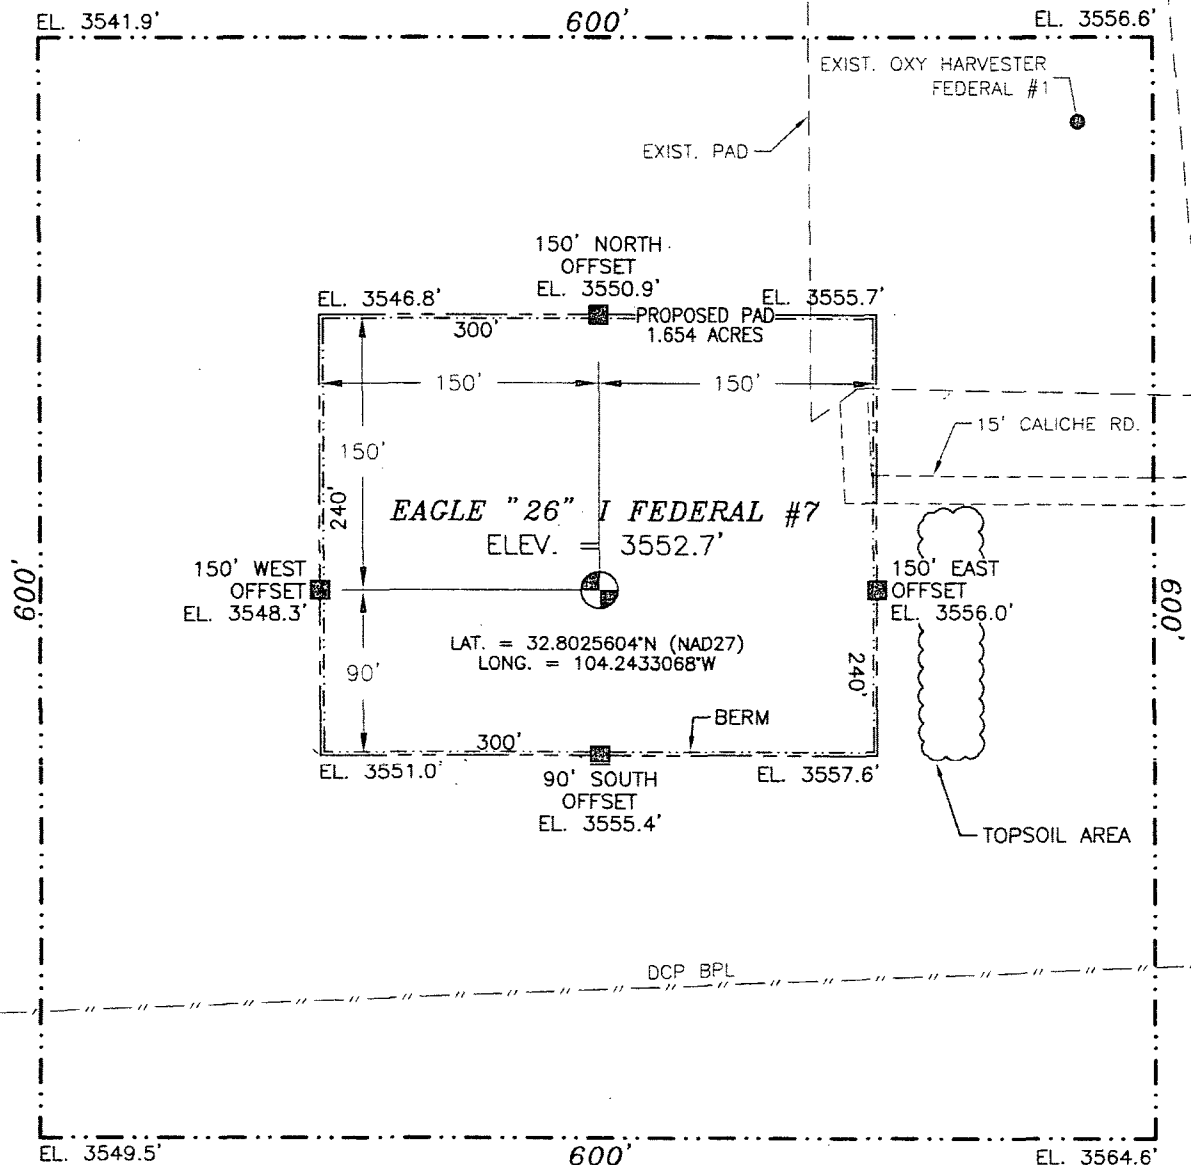 EL. 3541.9'
600'
EL. 3556.6'
EXIST. OXY HARVESTER
FEDERAL #1
EXIST. PAD
150' NORTH
OFFSET
EL. 3550.9'
EL. 3546.8'
EL. 3555.7'
300'
PROPOSED PAD
1.654 ACRES
150'
150'
15' CALICHE RD.
150'
240'
EAGLE "26" I FEDERAL #7
ELEV. = 3552.7'
150' WEST
OFFSET
EL. 3548.3'
150' EAST
OFFSET
EL. 3556.0'
600'
600'
LAT. = 32.8025604°N (NAD27)
LONG. = 104.2433068°W
90'
240'
BERM
300'
EL. 3551.0'
EL. 3557.6'
90' SOUTH
OFFSET
EL. 3555.4'
TOPSOIL AREA
DCP BPL
EL. 3549.5'
600'
EL. 3564.6'